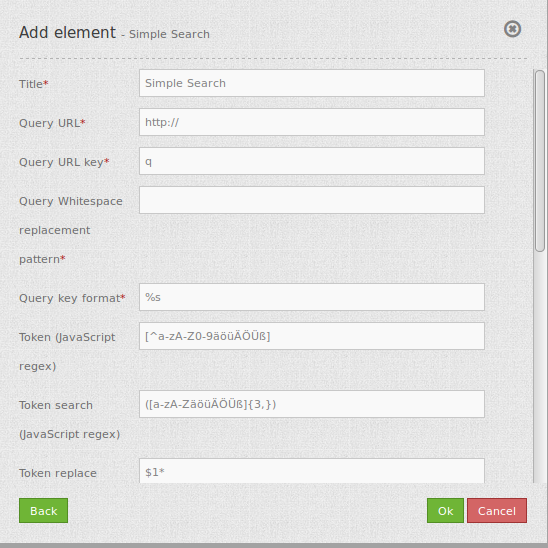 Add element - Simple Search
Title* Simple Search
Query URL* http://
Query URL key* q
Query Whitespace
replacement
pattern*
Query key format* %s
Token (JavaScript [^a-zA-Z0-9äöüÄÖÜß]
regex)
Token search ([a-zA-ZäöüÄÖÜß]{3,})
(JavaScript regex)
Token replace $1*
Back Ok Cancel